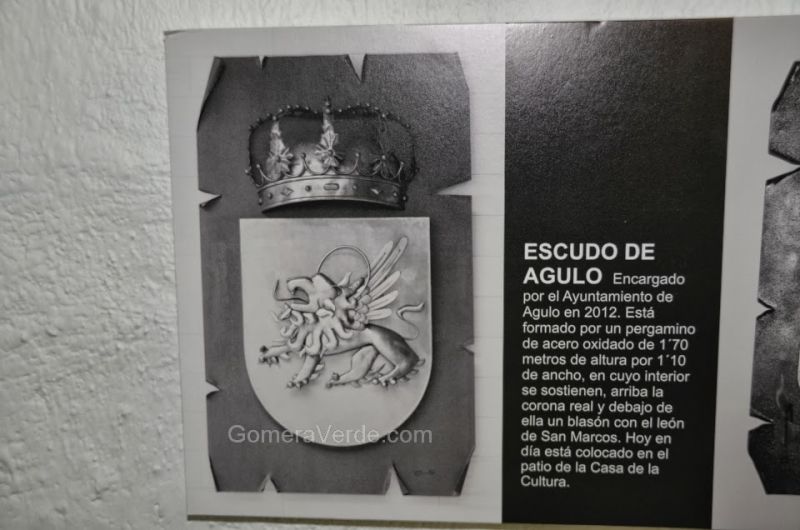 ESCUDO DE
AGULO Encargado
por el Ayuntamiento de
Agulo en 2012. Está
formado por un pergamino
de acero oxidado de 1´70
metros de altura por 1´10
de ancho, en cuyo interior
se sostienen, arriba la
corona real y debajo de
ella un blasón con el león
de San Marcos. Hoy en
día está colocado en el
patio de la Casa de la
Cultura.
GomeraVerde.com